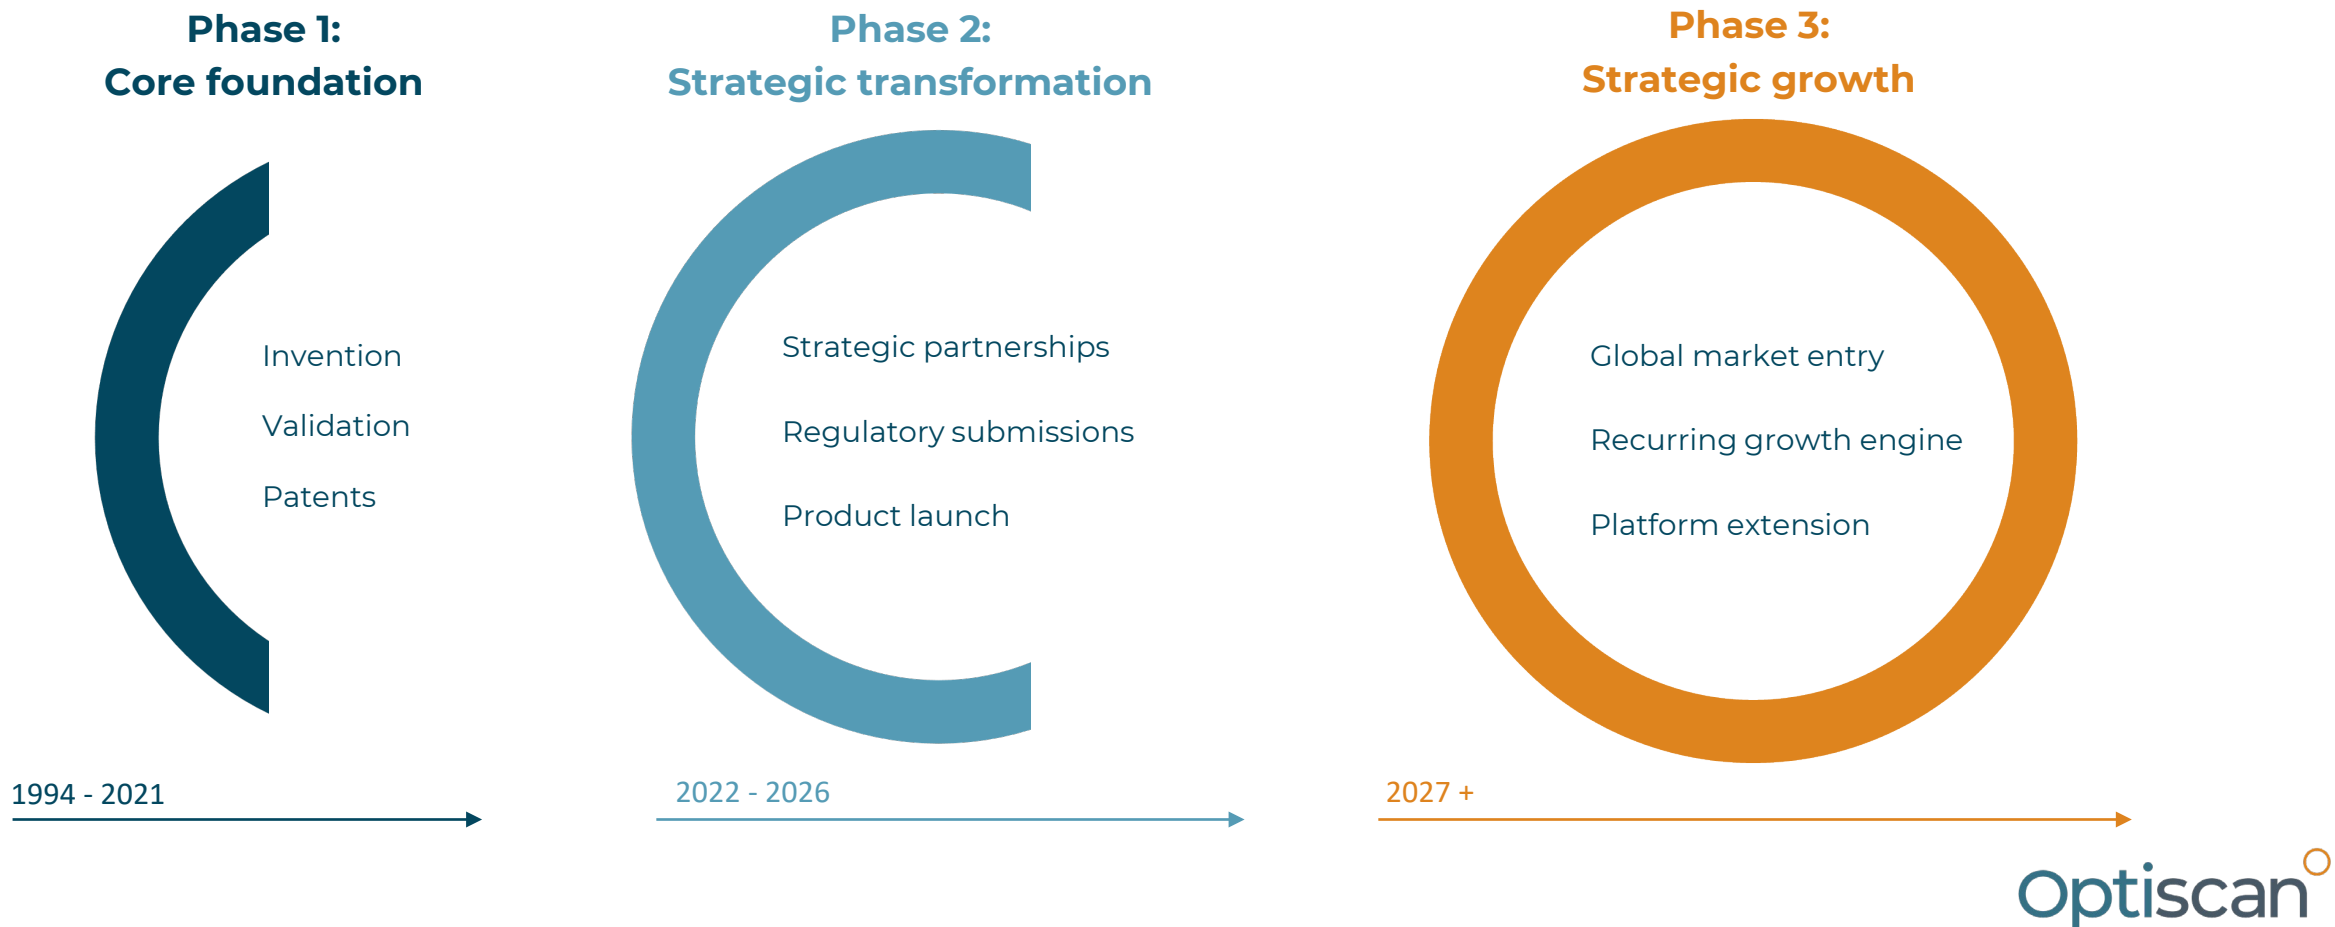 Phase 1:
Core foundation
Invention
Validation
Patents
1994 - 2021
Phase 2:
Strategic transformation
Strategic partnerships
Regulatory submissions
Product launch
2022 - 2026
Phase 3:
Strategic growth
Global market entry
Recurring growth engine
Platform extension
2027 +
Optiscan